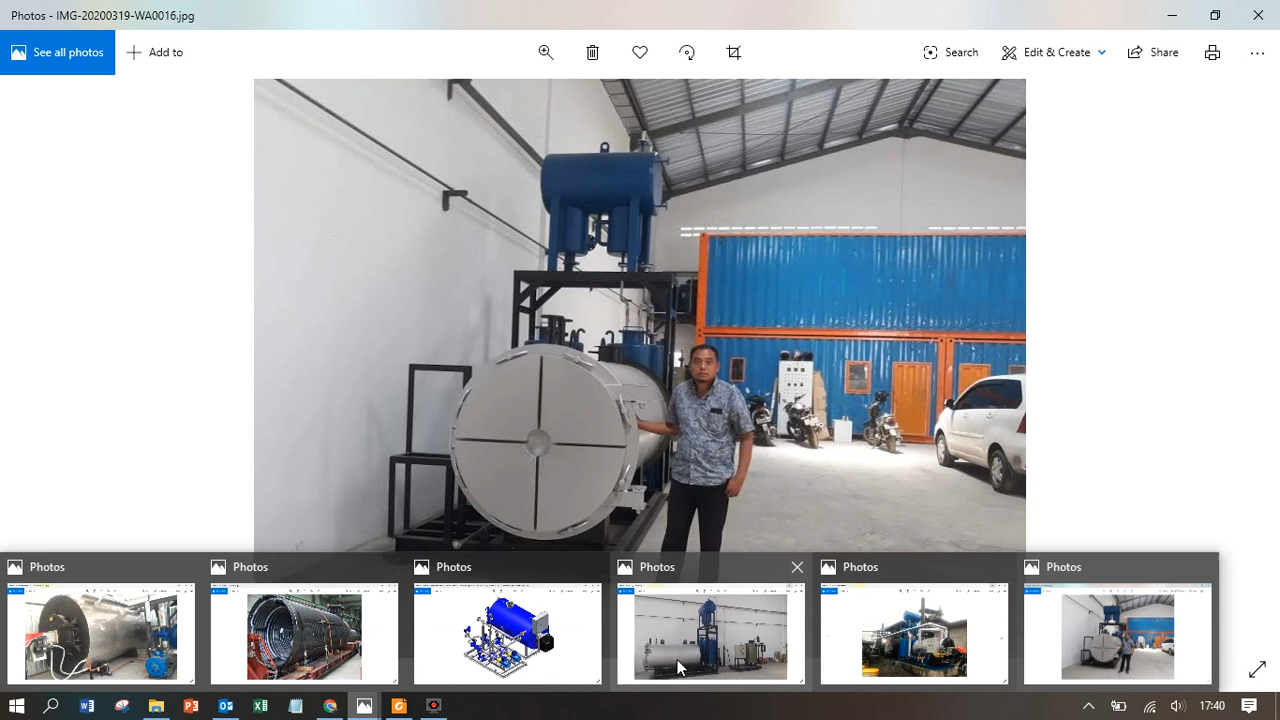 Photos - IMG-20200319-WA0016.jpg
See all photos
Add to
Search
Edit & Create
Share
Photos
Photos
Photos
Photos
Photos
Photos
17:40